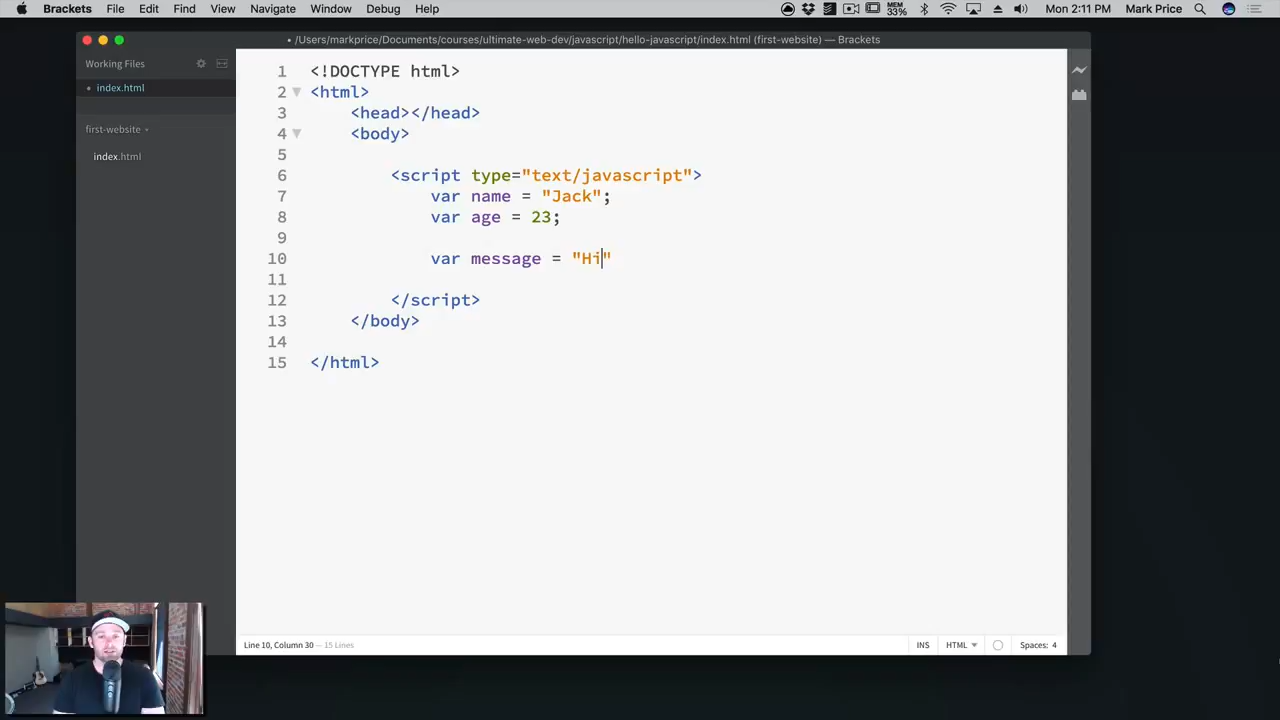 Brackets File Edit Find View Navigate Window Debug Help MEM 33% Mon 2:11 PM Mark Price
• /Users/markprice/Documents/courses/ultimate-web-dev/javascript/hello-javascript/index.html (first-website) — Brackets
Working Files
• index.html
first-website
index.html
1 <!DOCTYPE html>
2 <html>
3 <head></head>
4 <body>
5
6 <script type="text/javascript">
7 var name = "Jack";
8 var age = 23;
9
10 var message = "Hi"
11
12 </script>
13 </body>
14
15 </html>
Line 10, Column 30 — 15 Lines INS HTML Spaces: 4